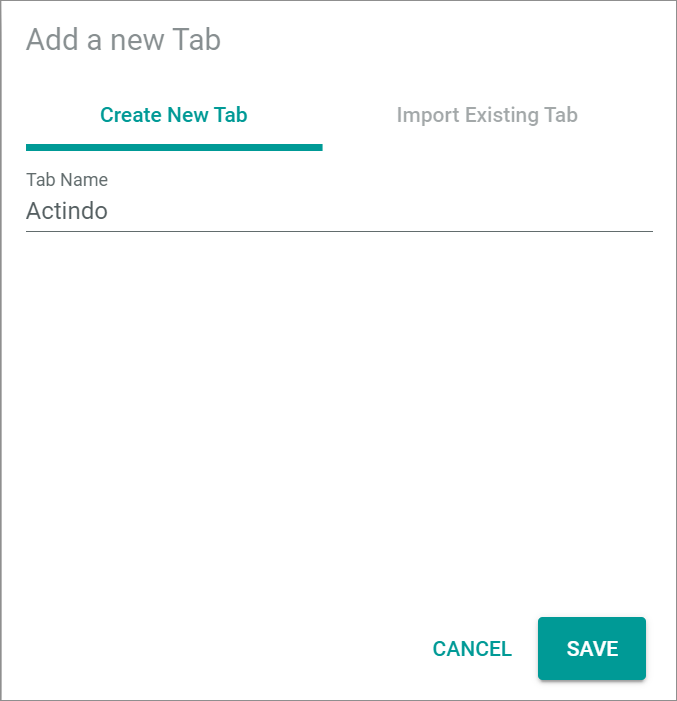 Add a new Tab
Create New Tab
Import Existing Tab
Tab Name
Actindo
CANCEL
SAVE